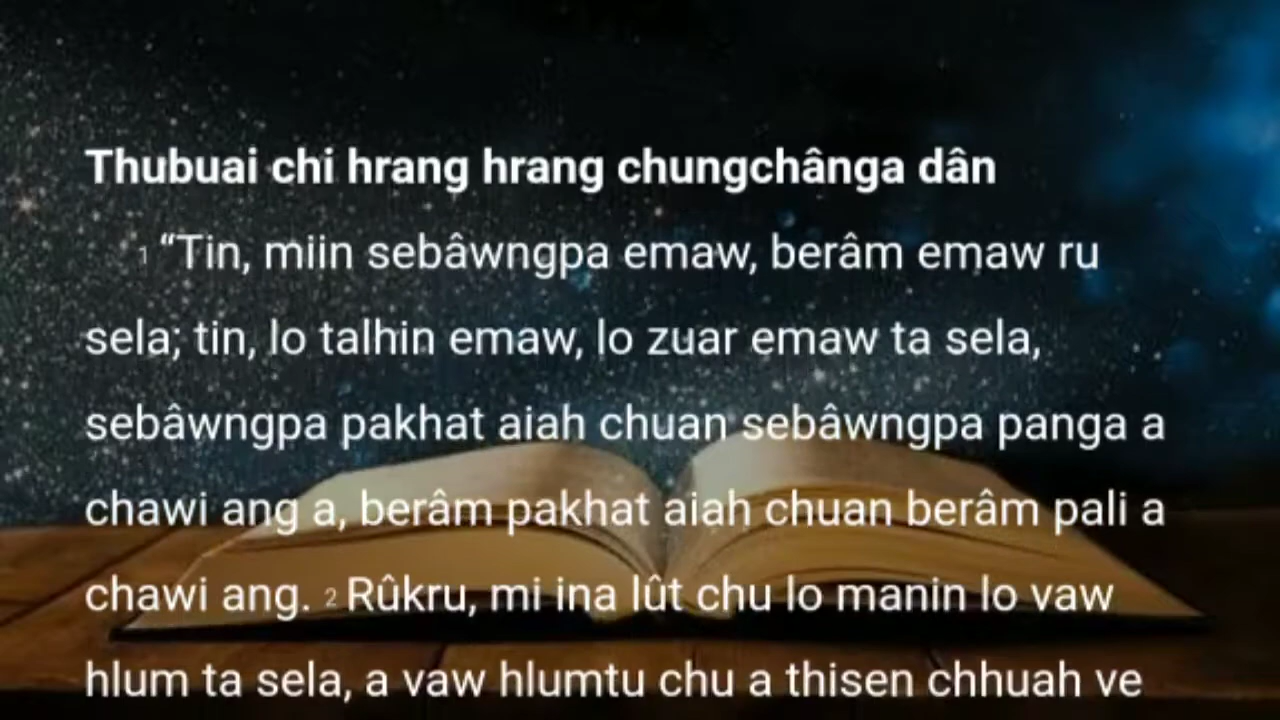 Thubuai chi hrang hrang chungchânga dân
1 “Tin, miin sebâwngpa emaw, berâm emaw ru
sela; tin, lo talhin emaw, lo zuar emaw ta sela,
sebâwngpa pakhat aiah chuan sebâwngpa panga a
chawi ang a, berâm pakhat aiah chuan berâm pali a
chawi ang. 2 Rûkru, mi ina lût chu lo manin lo vaw
hlum ta sela, a vaw hlumtu chu a thisen chhuah ve